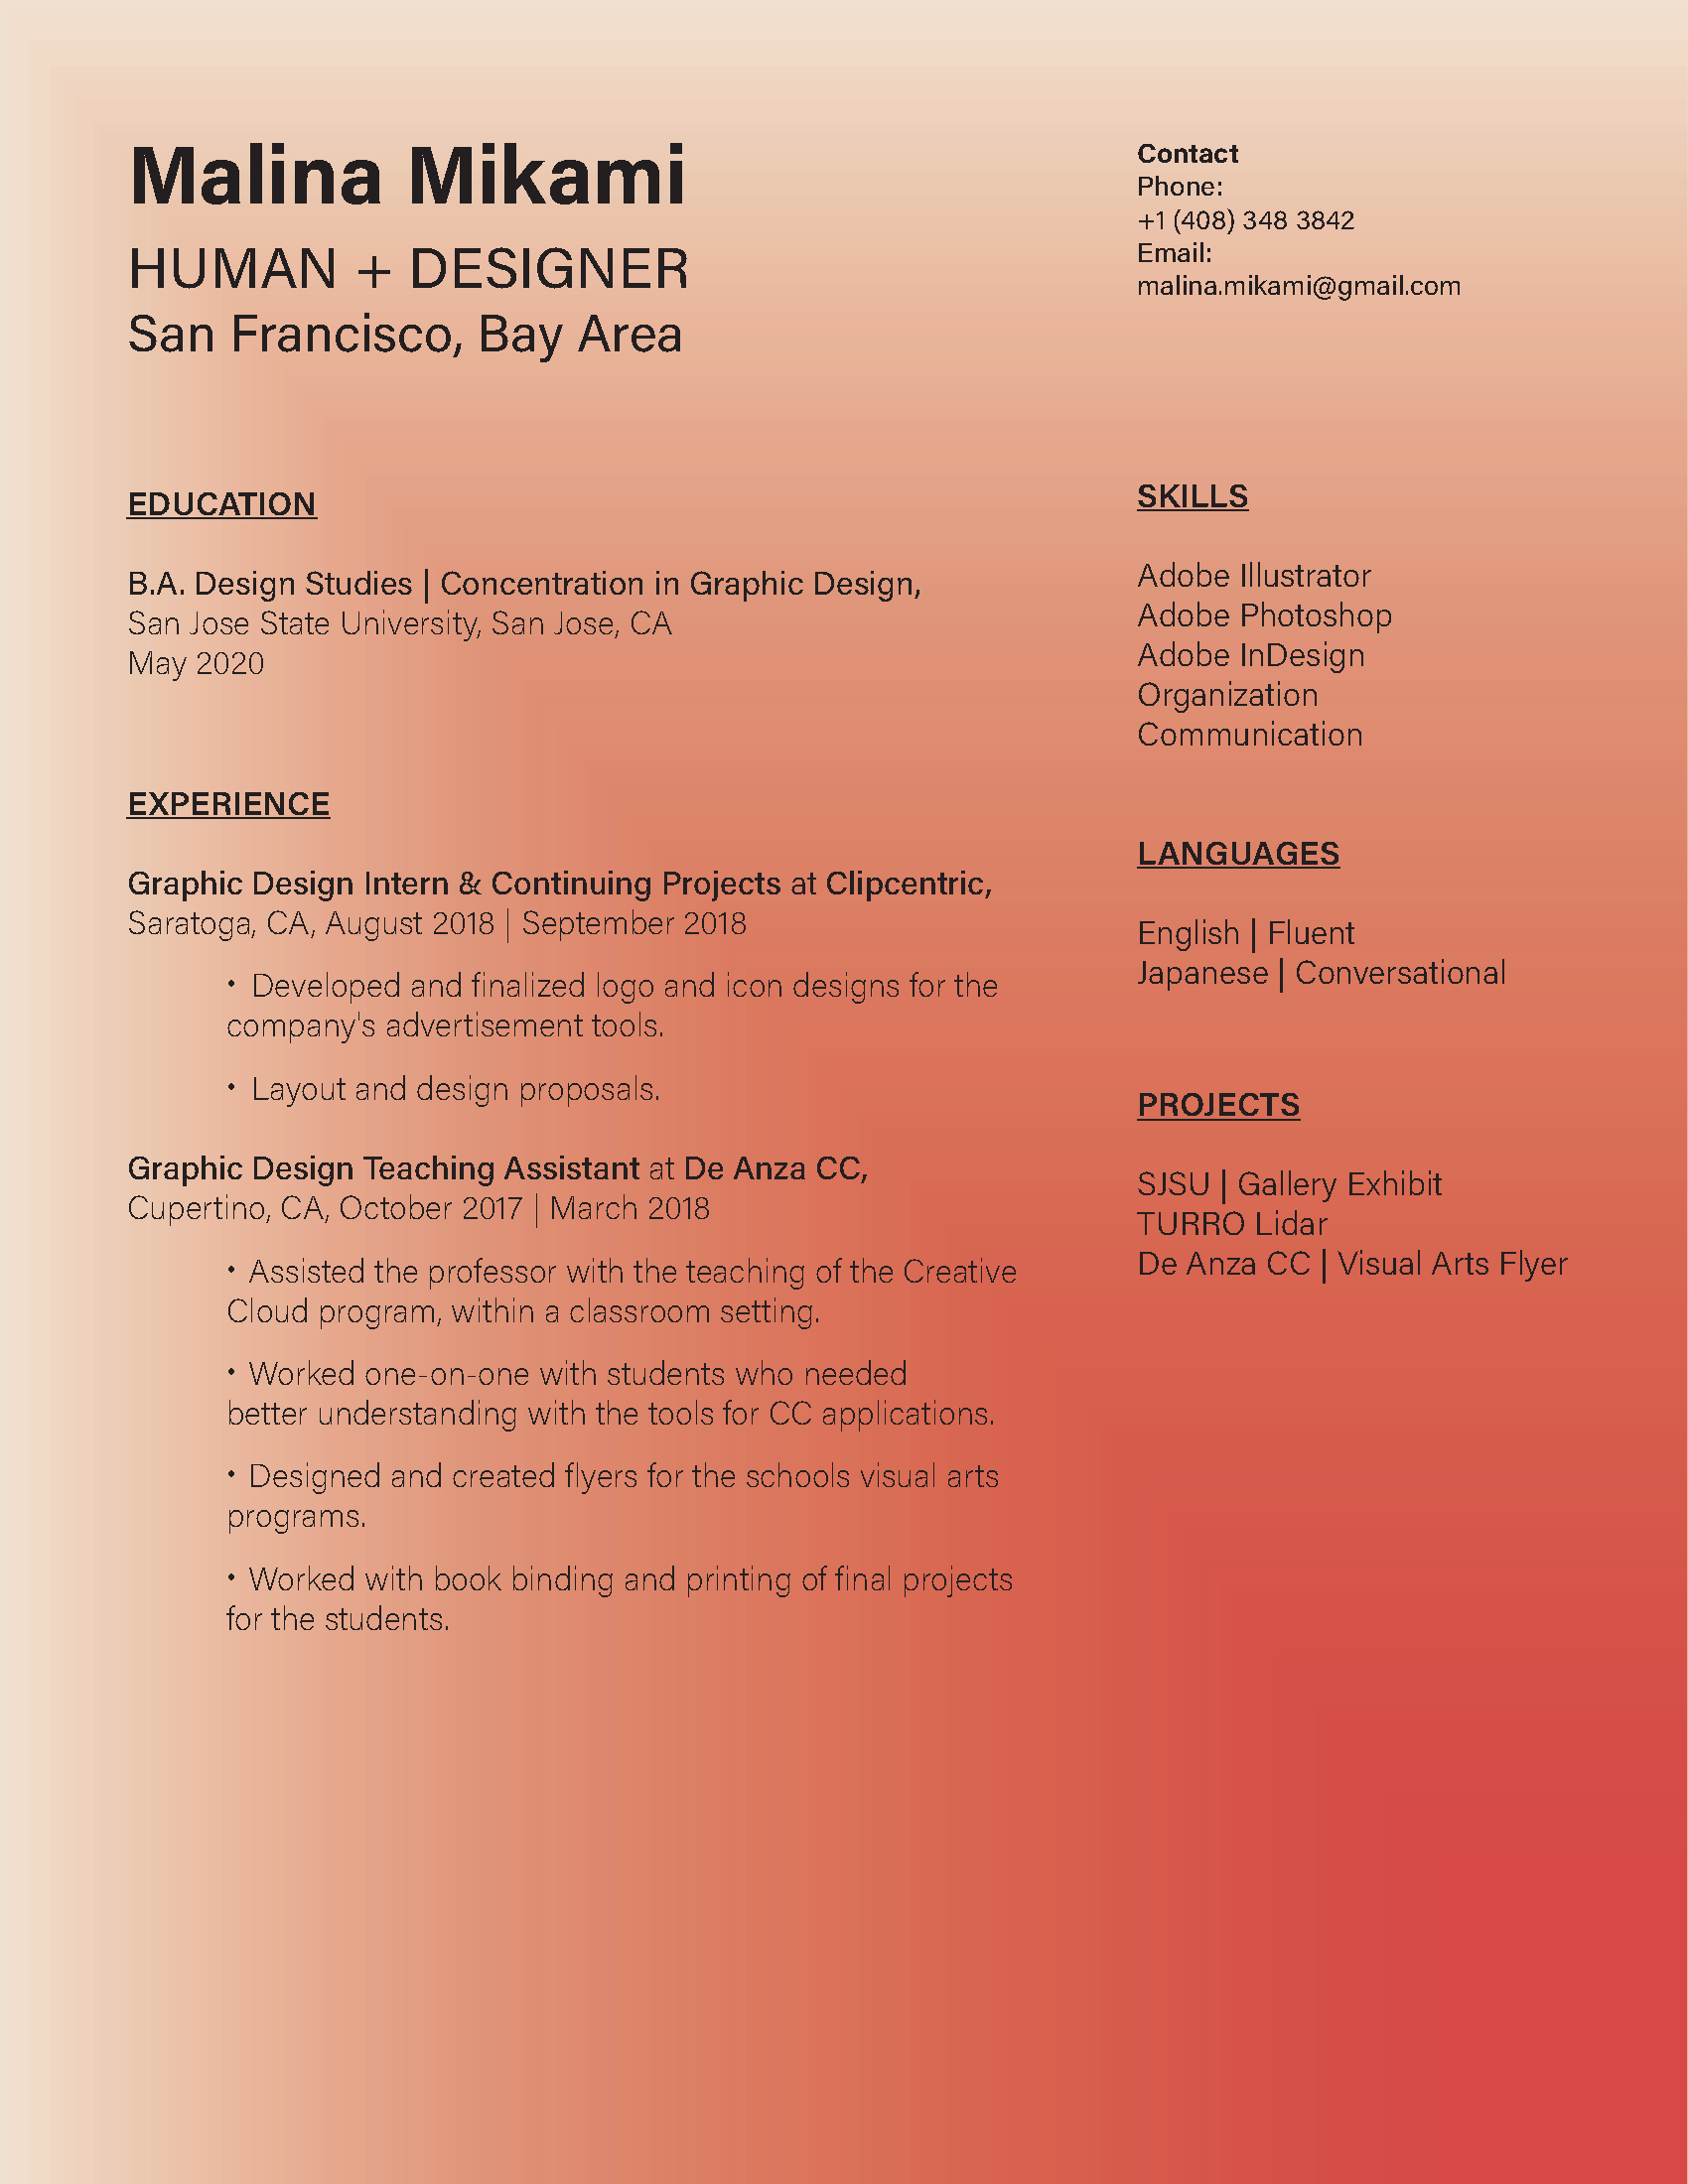 Malina Mikami
HUMAN + DESIGNER
San Francisco, Bay Area
Contact
Phone:
+1 (408) 348 3842
Email:
malina.mikami@gmail.com
EDUCATION
B.A. Design Studies | Concentration in Graphic Design,
San Jose State University, San Jose, CA
May 2020
EXPERIENCE
Graphic Design Intern & Continuing Projects at Clipcentric,
Saratoga, CA, August 2018 | September 2018
• Developed and finalized logo and icon designs for the
company's advertisement tools.
• Layout and design proposals.
Graphic Design Teaching Assistant at De Anza CC,
Cupertino, CA, October 2017 | March 2018
• Assisted the professor with the teaching of the Creative
Cloud program, within a classroom setting.
• Worked one-on-one with students who needed
better understanding with the tools for CC applications.
• Designed and created flyers for the schools visual arts
programs.
• Worked with book binding and printing of final projects
for the students.
SKILLS
Adobe Illustrator
Adobe Photoshop
Adobe InDesign
Organization
Communication
LANGUAGES
English | Fluent
Japanese | Conversational
PROJECTS
SJSU | Gallery Exhibit
TURRO Lidar
De Anza CC | Visual Arts Flyer